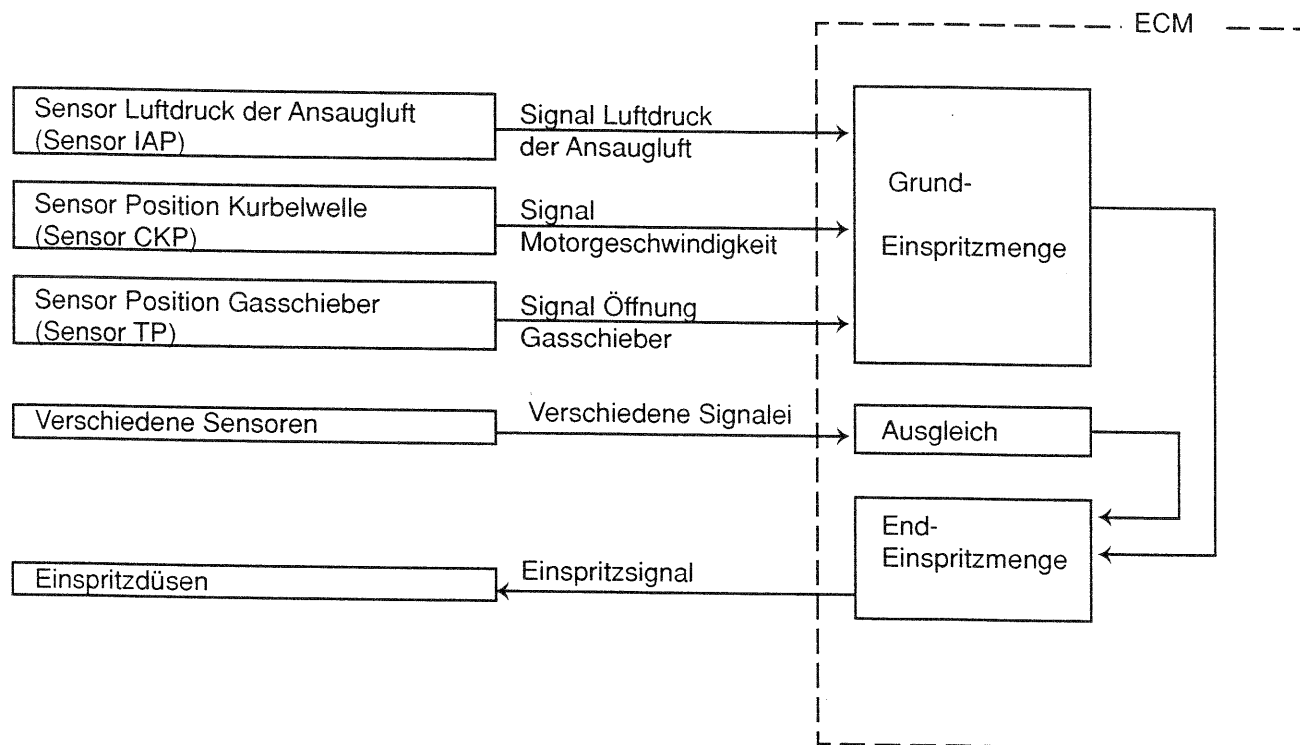 ECM
Sensor Luftdruck der Ansaugluft
(Sensor IAP)
Signal Luftdruck
der Ansaugluft
Sensor Position Kurbelwelle
(Sensor CKP)
Signal
Motorgeschwindigkeit
Sensor Position Gasschieber
(Sensor TP)
Signal Öffnung
Gasschieber
Grund-
Einspritzmenge
Verschiedene Sensoren
Verschiedene Signalei
Ausgleich
End-
Einspritzmenge
Einspritzdüsen
Einspritzsignal